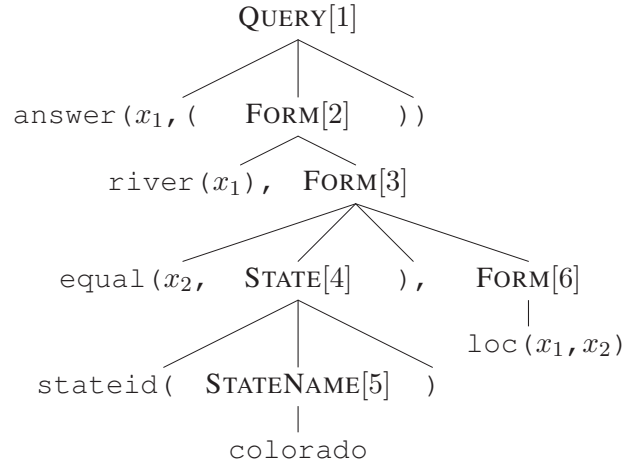 QUERY[1]
answer(x₁,( FORM[2] ))
river(x₁), FORM[3]
equal(x₂, STATE[4] ), FORM[6]
loc(x₁,x₂)
stateid( STATENAME[5] )
colorado